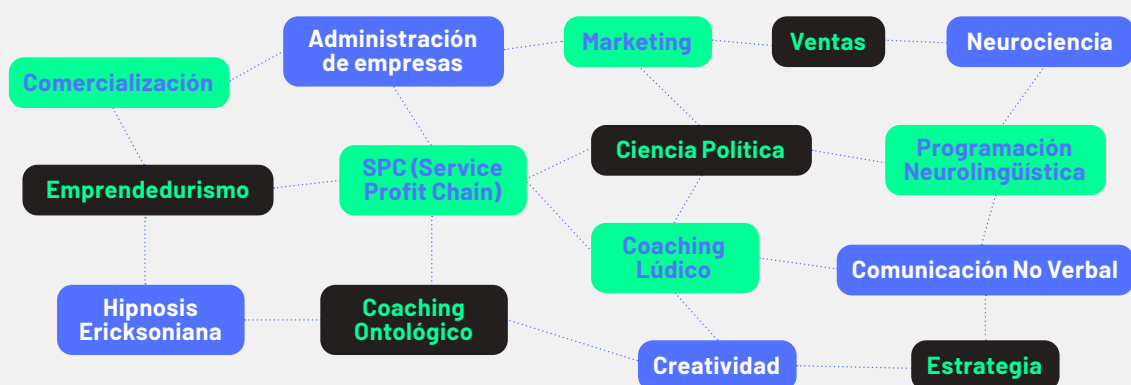 Administración
de empresas
Marketing
Ventas
Neurociencia
Comercialización
Ciencia Política
Programación
Neurolingüística
Emprendedurismo
SPC (Service
Profit Chain)
Coaching
Lúdico
Comunicación No Verbal
Hipnosis
Ericksoniana
Coaching
Ontológico
Creatividad
Estrategia